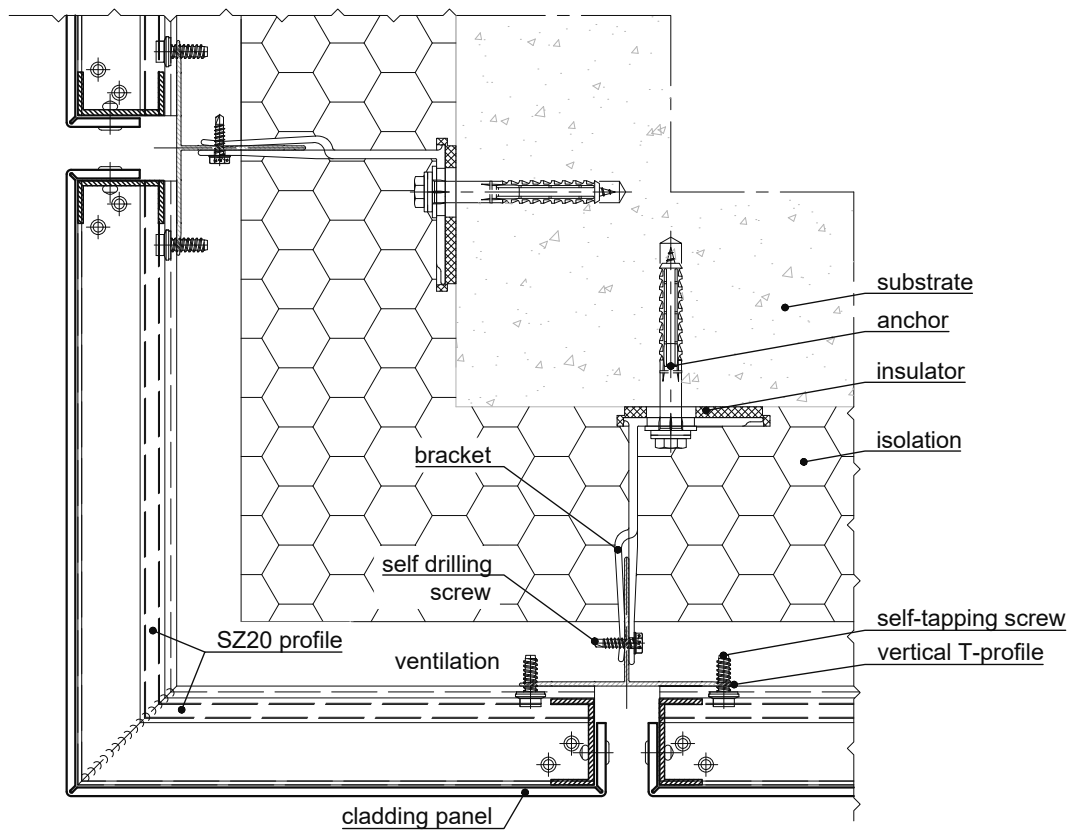 substrate
anchor
insulator
isolation
bracket
self drilling
screw
SZ20 profile
ventilation
self-tapping screw
vertical T-profile
cladding panel